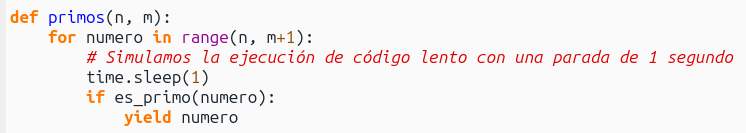 def primos(n, m):
    for numero in range(n, m+1):
        # Simulamos la ejecución de código lento con una parada de 1 segundo
        time.sleep(1)
        if es_primo(numero):
            yield numero